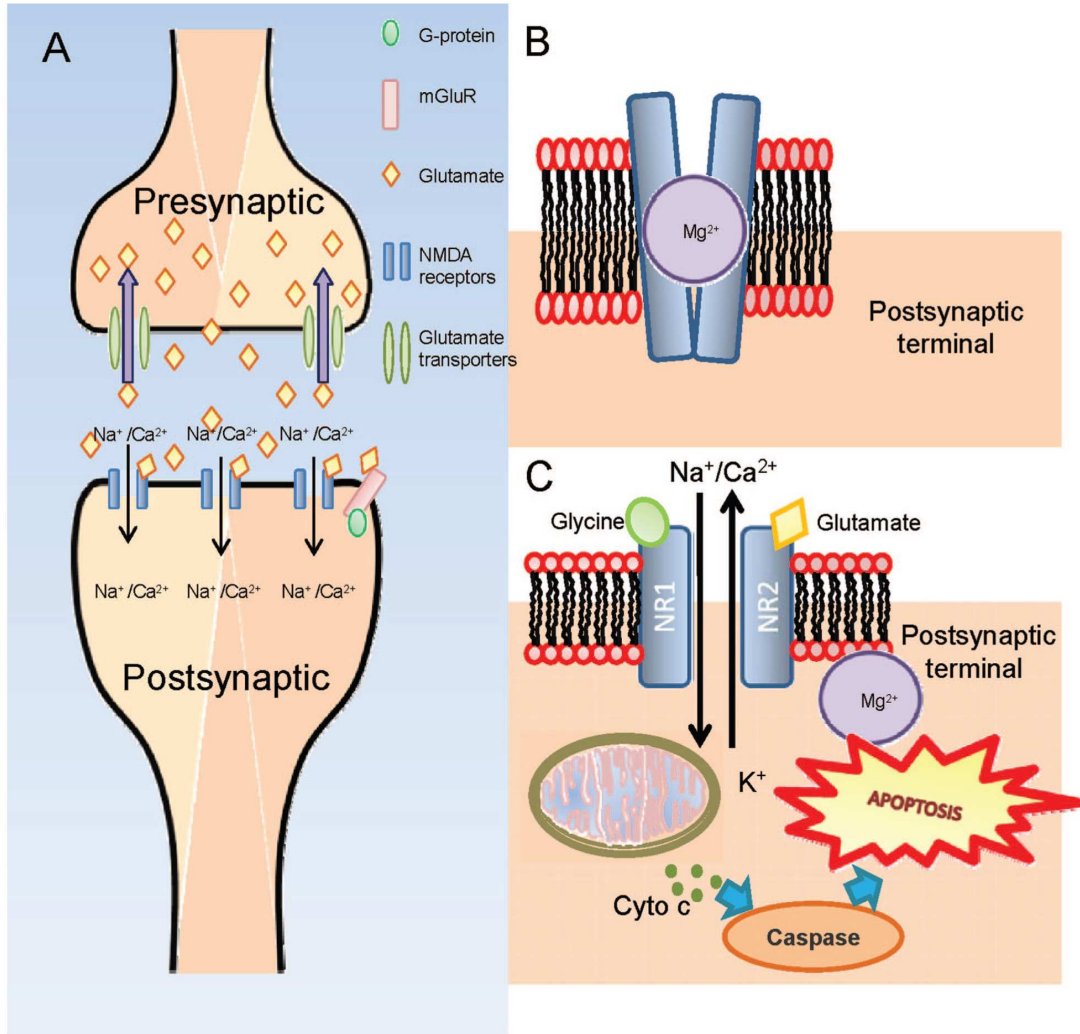 A
G-protein
mGluR
Glutamate
NMDA
receptors
Glutamate
transporters
Presynaptic
Na⁺/Ca²⁺ Na⁺/Ca²⁺ Na⁺/Ca²⁺
Na⁺/Ca²⁺ Na⁺/Ca²⁺ Na⁺/Ca²⁺
Postsynaptic
B
Mg²⁺
Postsynaptic
terminal
C
Na⁺/Ca²⁺
Glycine
Glutamate
NR1
NR2
Postsynaptic
terminal
Mg²⁺
K⁺
APOPTOSIS
Cyto c
Caspase